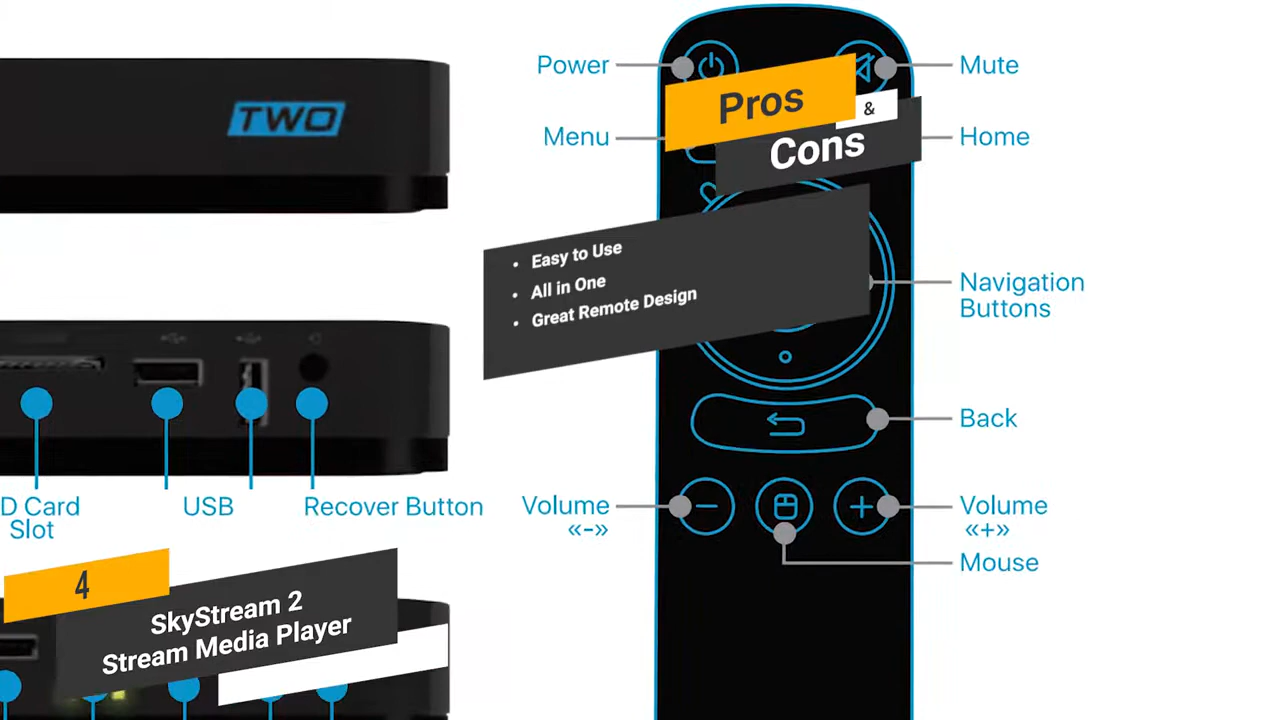 TWO
Power
Mute
Pros
&
Cons
Menu
Home
• Easy to Use
• All in One
• Great Remote Design
Navigation
Buttons
Back
D Card
Slot
USB
Recover Button
Volume
«-»
Volume
«+»
Mouse
4
SkyStream 2
Stream Media Player